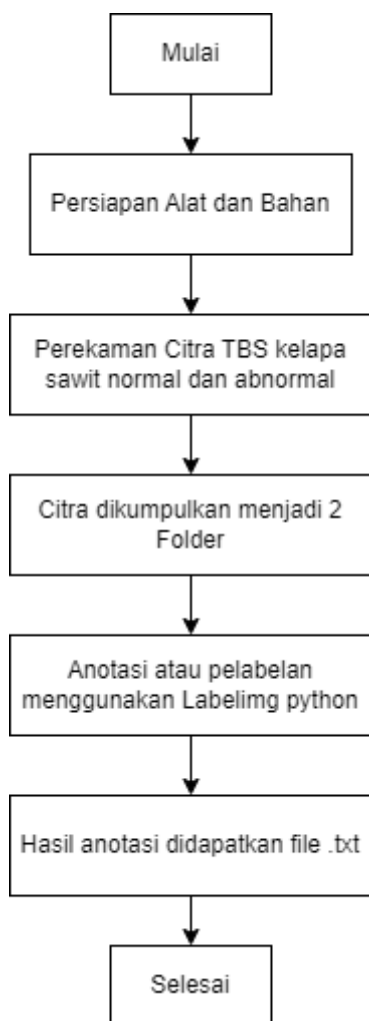 Mulai
Persiapan Alat dan Bahan
Perekaman Citra TBS kelapa
sawit normal dan abnormal
Citra dikumpulkan menjadi 2
Folder
Anotasi atau pelabelan
menggunakan Labelimg python
Hasil anotasi didapatkan file .txt
Selesai